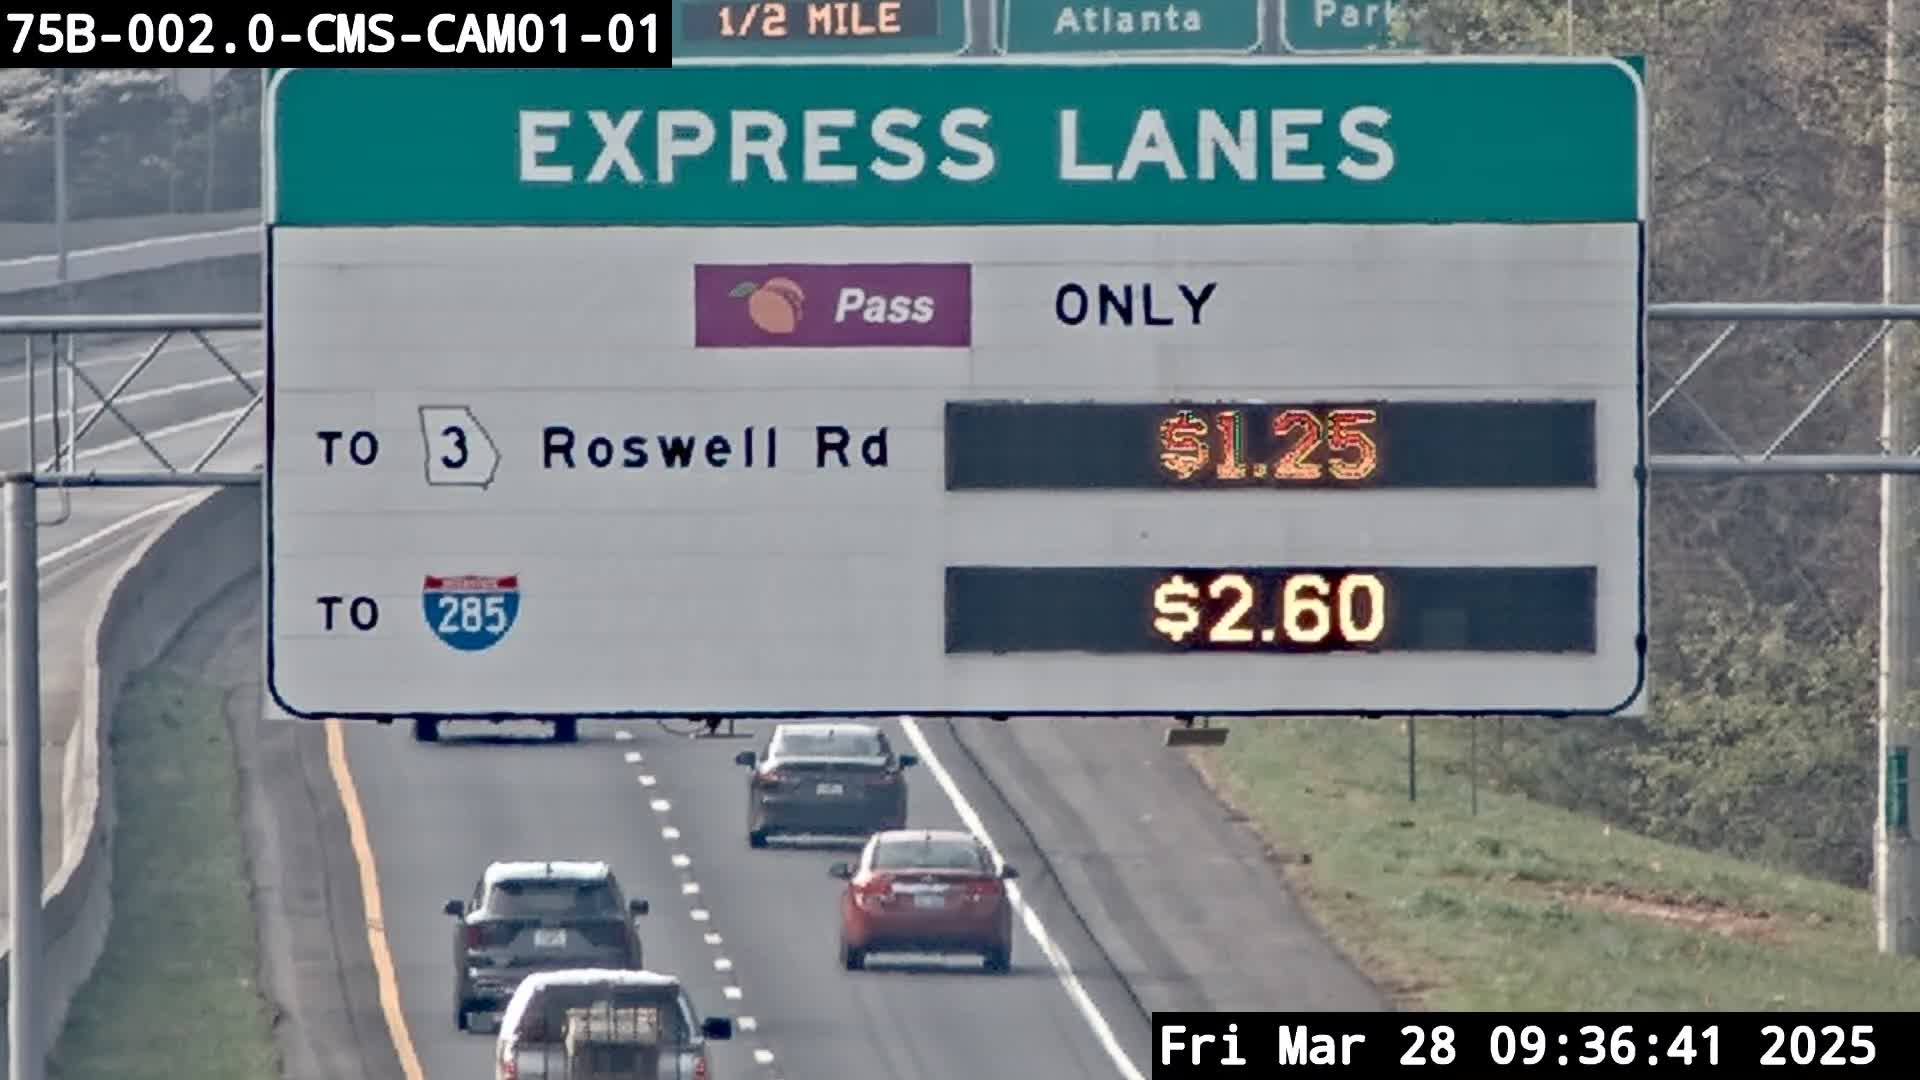 75B-002.0-CMS-CAM01-01
1/2 MILE
Atlanta
EXPRESS LANES
Pass ONLY
TO 3 Roswell Rd $1.25
TO 285 $2.60
Fri Mar 28 09:36:41 2025